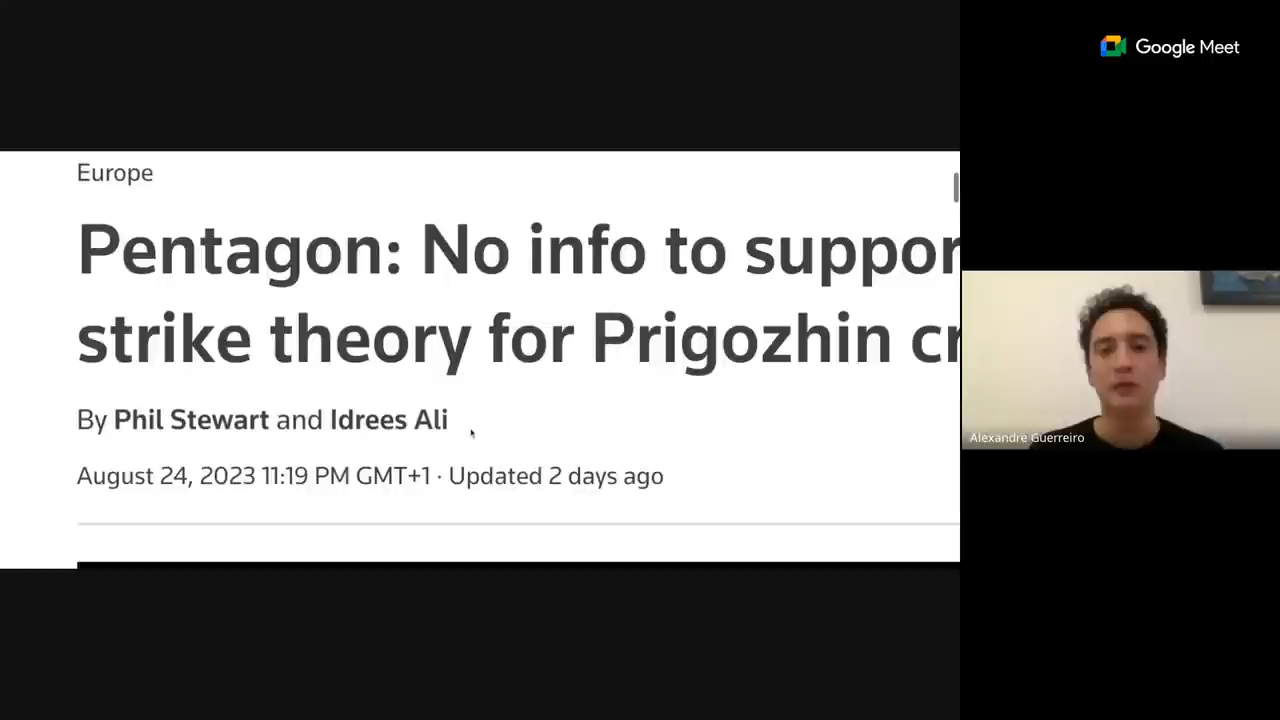 Europe
Pentagon: No info to suppor
strike theory for Prigozhin cr
By Phil Stewart and Idrees Ali
August 24, 2023 11:19 PM GMT+1 · Updated 2 days ago
Google Meet
Alexandre Guerreiro